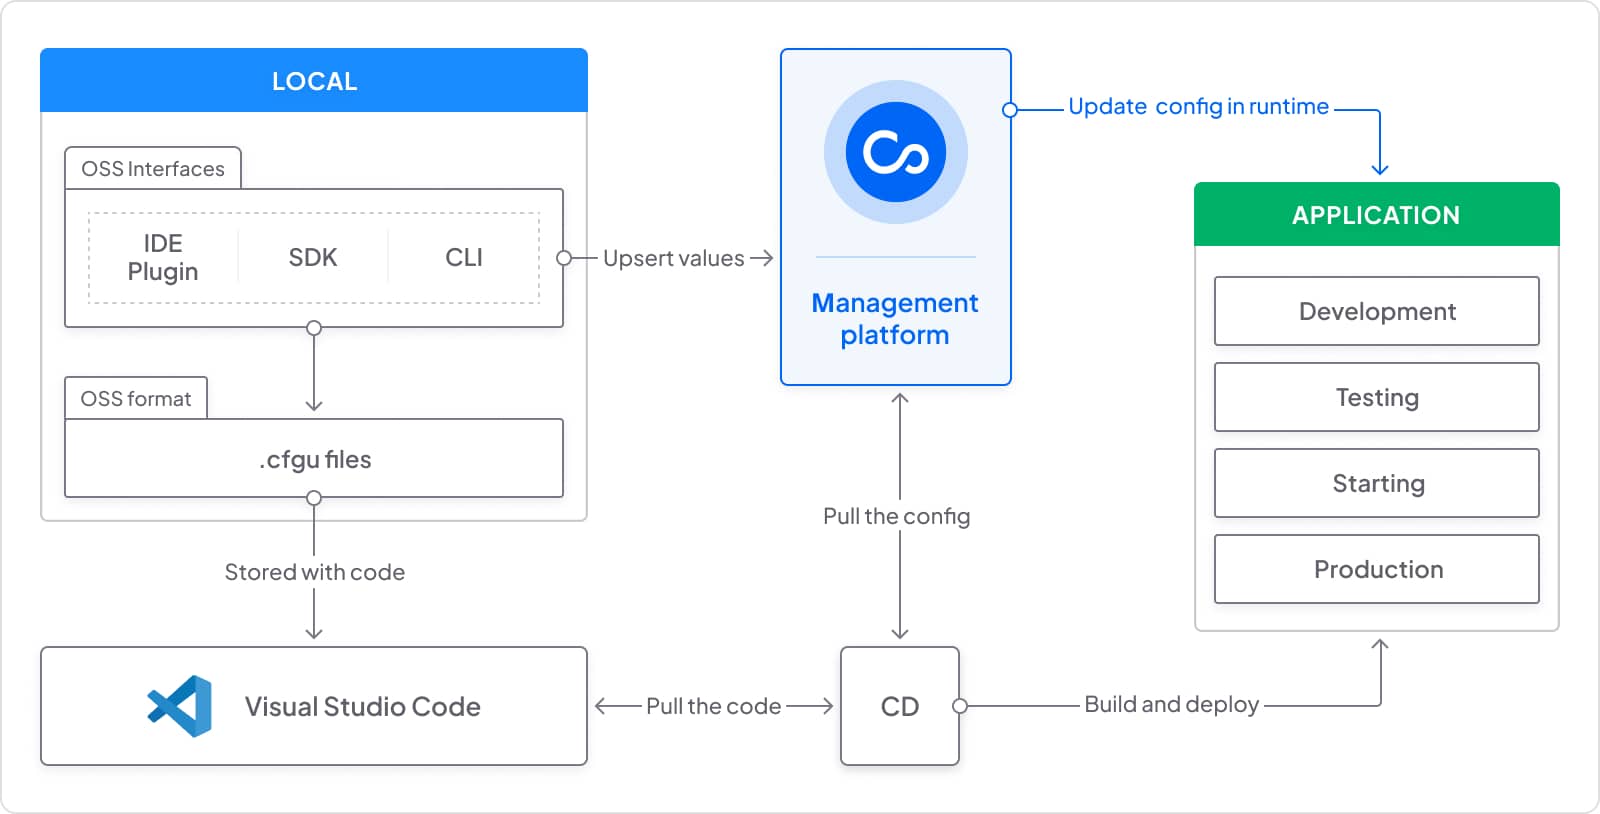 LOCAL
OSS Interfaces
IDE
Plugin
SDK
CLI
Upsert values
OSS format
.cfgu files
Stored with code
Visual Studio Code
Management
platform
Update config in runtime
Pull the config
Pull the code
CD
Build and deploy
APPLICATION
Development
Testing
Starting
Production